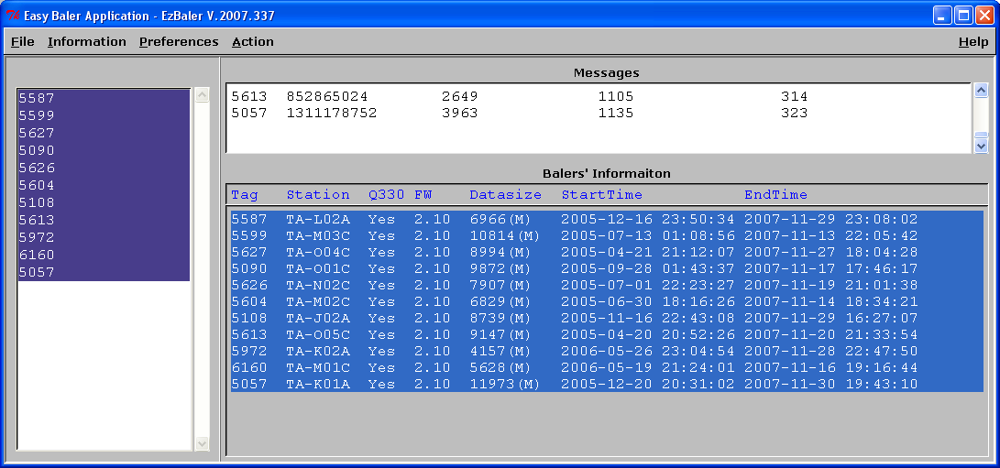 Easy Baler Application - EzBaler V.2007.337
File Information Preferences Action Help
5587
5599
5627
5090
5626
5604
5108
5613
5972
6160
5057
Messages
5613 852865024 2649 1105 314
5057 1311178752 3963 1135 323
Balers' Informaiton
Tag Station Q330 FW Datasize StartTime EndTime
5587 TA-L02A Yes 2.10 6966(M) 2005-12-16 23:50:34 2007-11-29 23:08:02
5599 TA-M03C Yes 2.10 10814(M) 2005-07-13 01:08:56 2007-11-13 22:05:42
5627 TA-O04C Yes 2.10 8994(M) 2005-04-21 21:12:07 2007-11-27 18:04:28
5090 TA-O01C Yes 2.10 9872(M) 2005-09-28 01:43:37 2007-11-17 17:46:17
5626 TA-N02C Yes 2.10 7907(M) 2005-07-01 22:23:27 2007-11-19 21:01:38
5604 TA-M02C Yes 2.10 6829(M) 2005-06-30 18:16:26 2007-11-14 18:34:21
5108 TA-J02A Yes 2.10 8739(M) 2005-11-16 22:43:08 2007-11-29 16:27:07
5613 TA-O05C Yes 2.10 9147(M) 2005-04-20 20:52:26 2007-11-20 21:33:54
5972 TA-K02A Yes 2.10 4157(M) 2006-05-26 23:04:54 2007-11-28 22:47:50
6160 TA-M01C Yes 2.10 5628(M) 2006-05-19 21:24:01 2007-11-16 19:16:44
5057 TA-K01A Yes 2.10 11973(M) 2005-12-20 20:31:02 2007-11-30 19:43:10